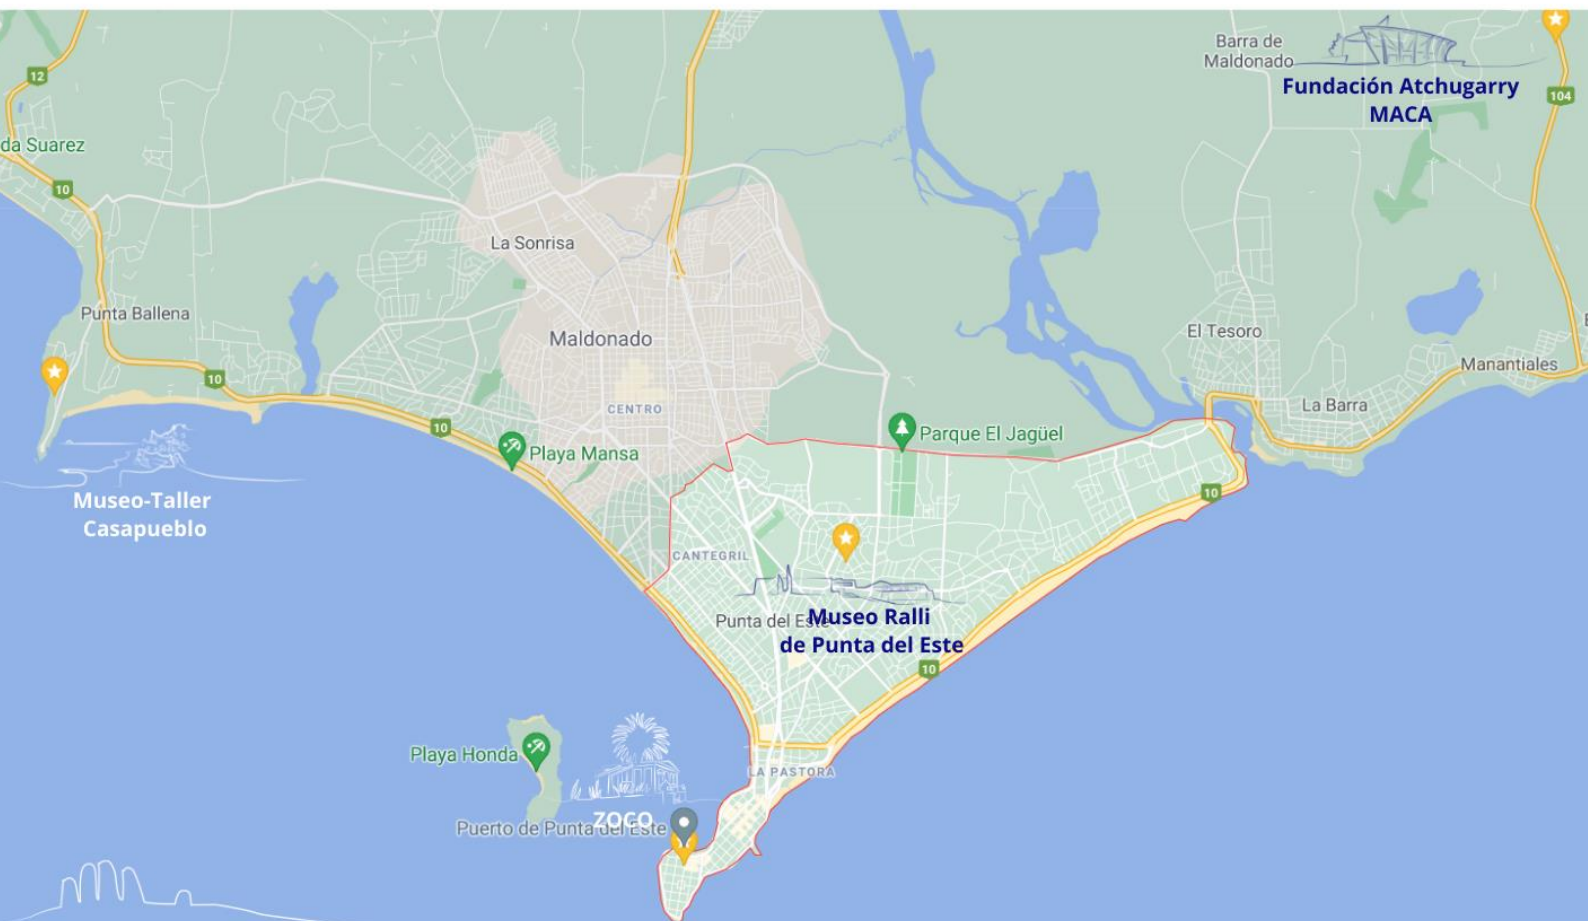 Barra de
Maldonado
Fundación Atchugarry
MACA
12
104
da Suarez
10
La Sonrisa
Punta Ballena
Maldonado
El Tesoro
Manantiales
10
CENTRO
La Barra
10
Parque El Jagüel
Playa Mansa
10
Museo-Taller
Casapueblo
CANTEGRIL
Punta del Este
Museo Ralli
de Punta del Este
10
Playa Honda
LA PASTORA
ZOCO
Puerto de Punta del Este